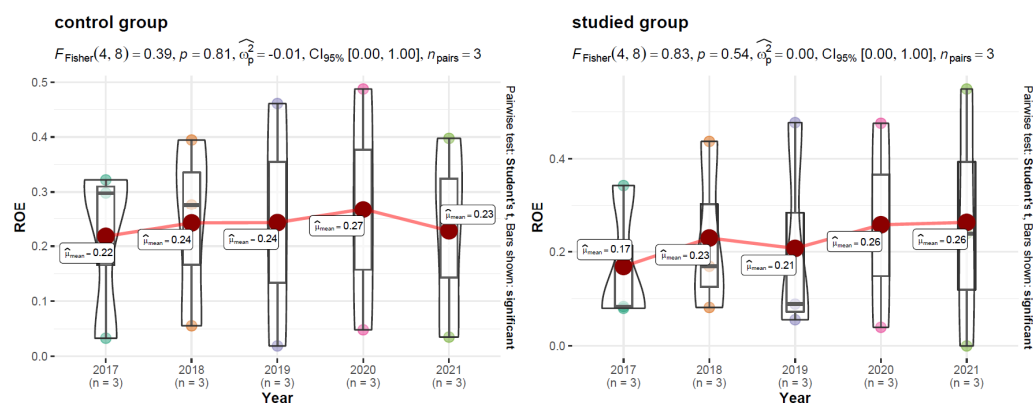 control group
F_Fisher(4, 8) = 0.39, p = 0.81, ω̂²_p = -0.01, CI_95% [0.00, 1.00], n_pairs = 3
0.5
0.4
0.3
0.2
0.1
0.0
ROE
μ̂_mean = 0.22
μ̂_mean = 0.24
μ̂_mean = 0.24
μ̂_mean = 0.27
μ̂_mean = 0.23
2017 2018 2019 2020 2021
(n = 3) (n = 3) (n = 3) (n = 3) (n = 3)
Year
Pairwise test: Student's t, Bars shown: significant
studied group
F_Fisher(4, 8) = 0.83, p = 0.54, ω̂²_p = 0.00, CI_95% [0.00, 1.00], n_pairs = 3
0.4
0.2
0.0
ROE
μ̂_mean = 0.17
μ̂_mean = 0.23
μ̂_mean = 0.21
μ̂_mean = 0.26
μ̂_mean = 0.26
2017 2018 2019 2020 2021
(n = 3) (n = 3) (n = 3) (n = 3) (n = 3)
Year
Pairwise test: Student's t, Bars shown: significant